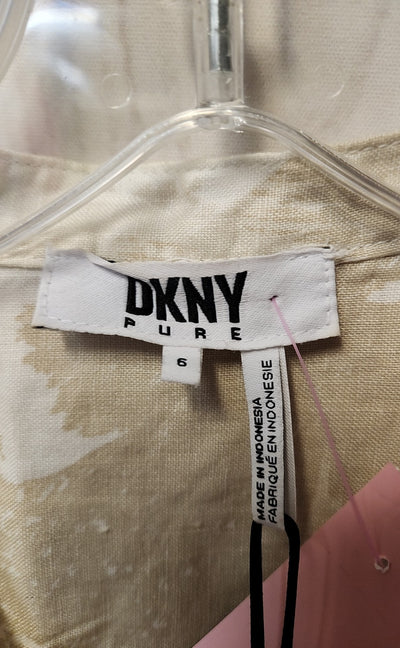 DKNY
PURE
6
MADE IN INDONESIA
FABRIQUÉ EN INDONESIE